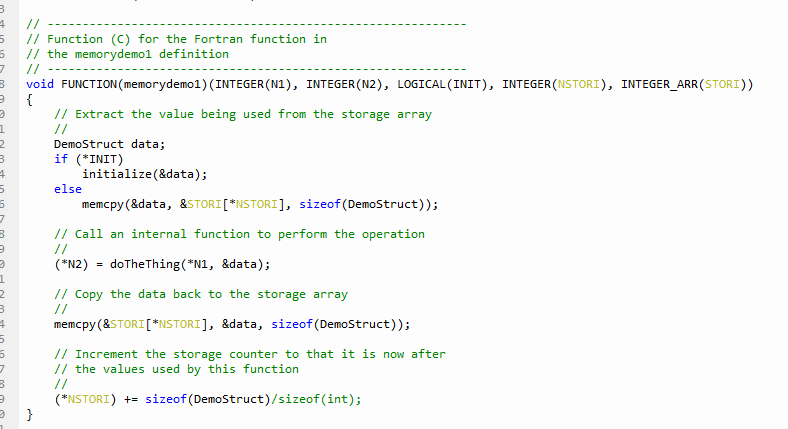 // -------------------------------------------------------------
// Function (C) for the Fortran function in
// the memorydemo1 definition
// -------------------------------------------------------------
void FUNCTION(memorydemo1)(INTEGER(N1), INTEGER(N2), LOGICAL(INIT), INTEGER(NSTORI), INTEGER_ARR(STORI))
{
    // Extract the value being used from the storage array
    //
    DemoStruct data;
    if (*INIT)
        initialize(&data);
    else
        memcpy(&data, &STORI[*NSTORI], sizeof(DemoStruct));

    // Call an internal function to perform the operation
    //
    (*N2) = doTheThing(*N1, &data);

    // Copy the data back to the storage array
    //
    memcpy(&STORI[*NSTORI], &data, sizeof(DemoStruct));

    // Increment the storage counter to that it is now after
    // the values used by this function
    //
    (*NSTORI) += sizeof(DemoStruct)/sizeof(int);
}